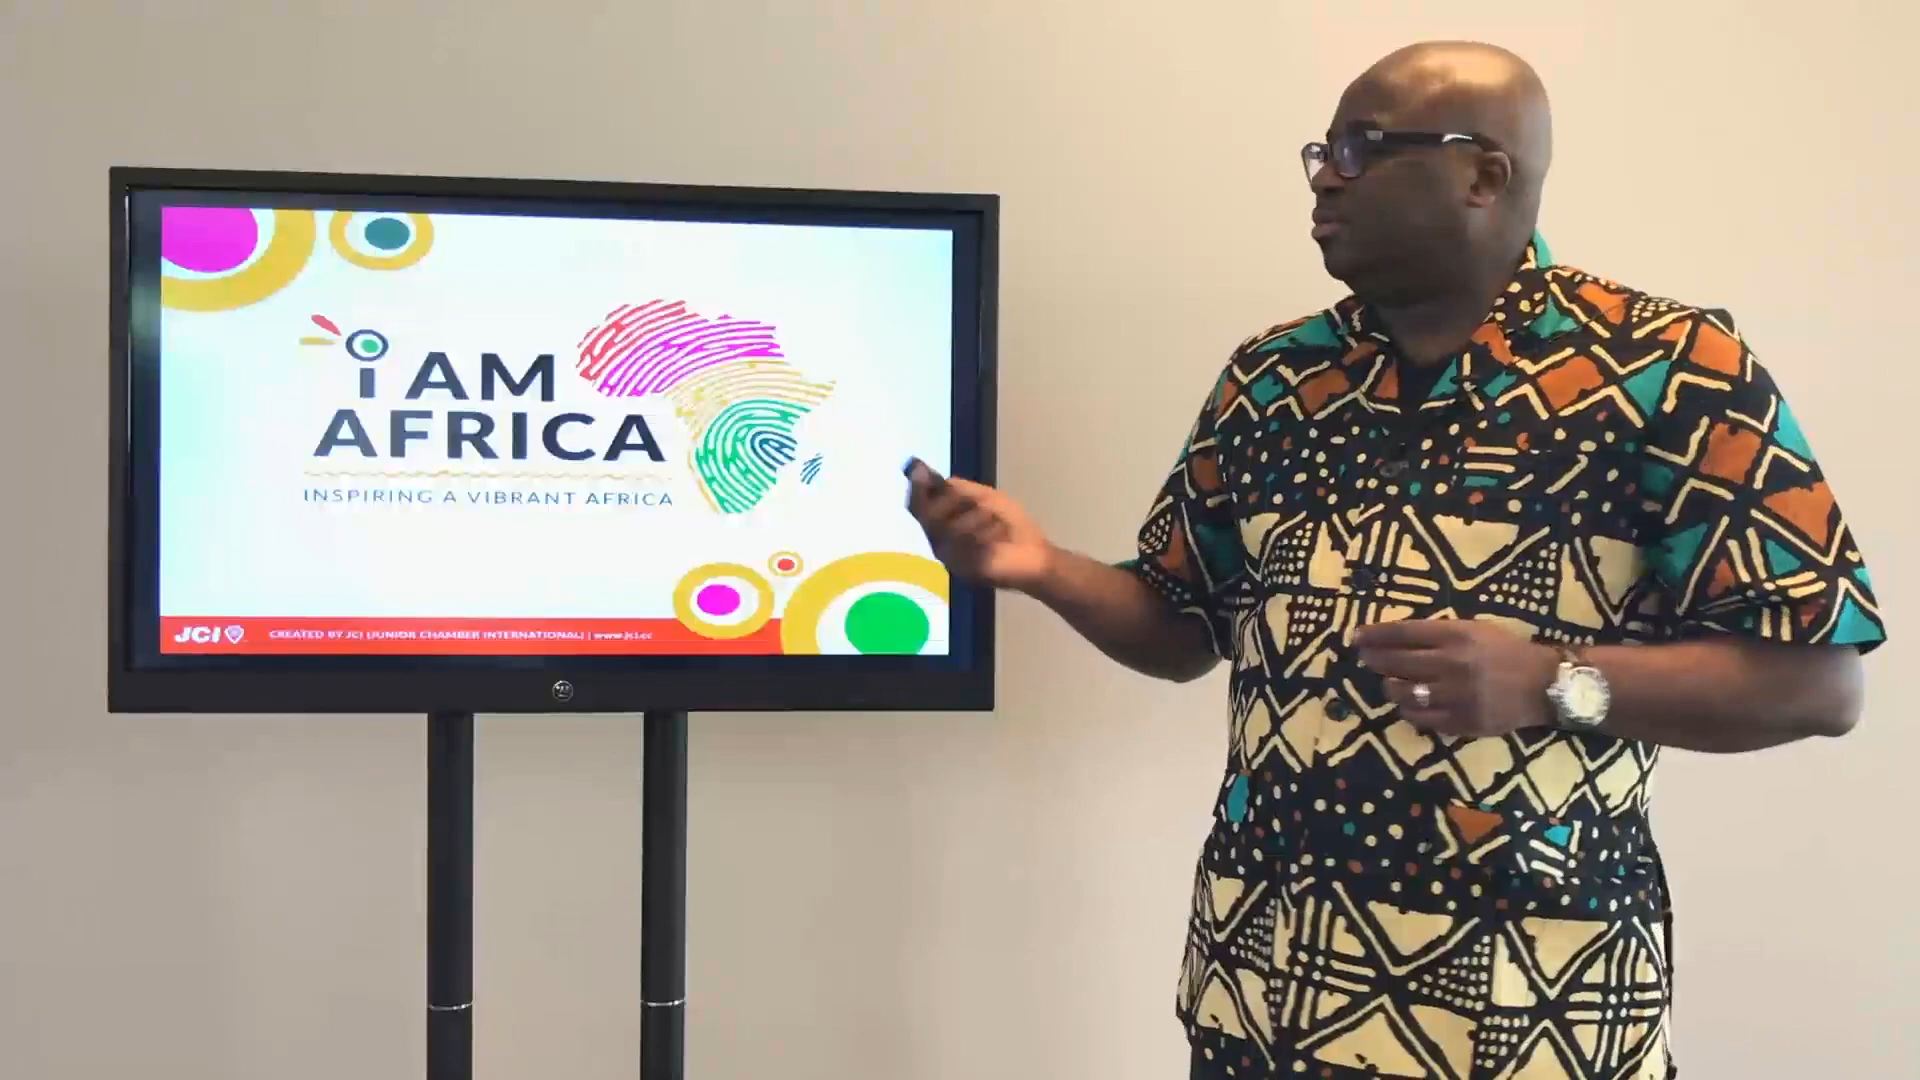 i AM
AFRICA
INSPIRING A VIBRANT AFRICA
JCI CREATED BY JCI (JUNIOR CHAMBER INTERNATIONAL) | www.jci.cc